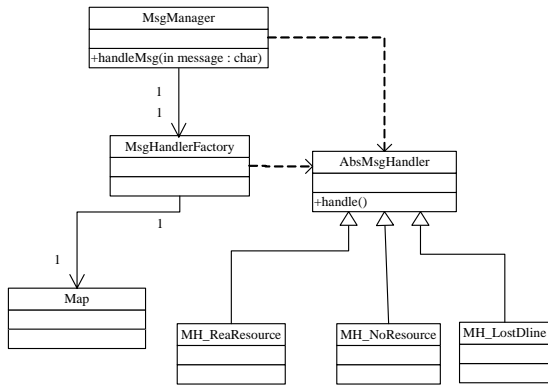 MsgManager
+handleMsg(in message : char)
1
1
MsgHandlerFactory
AbsMsgHandler
+handle()
1
1
Map
MH_ReaResource
MH_NoResource
MH_LostDline